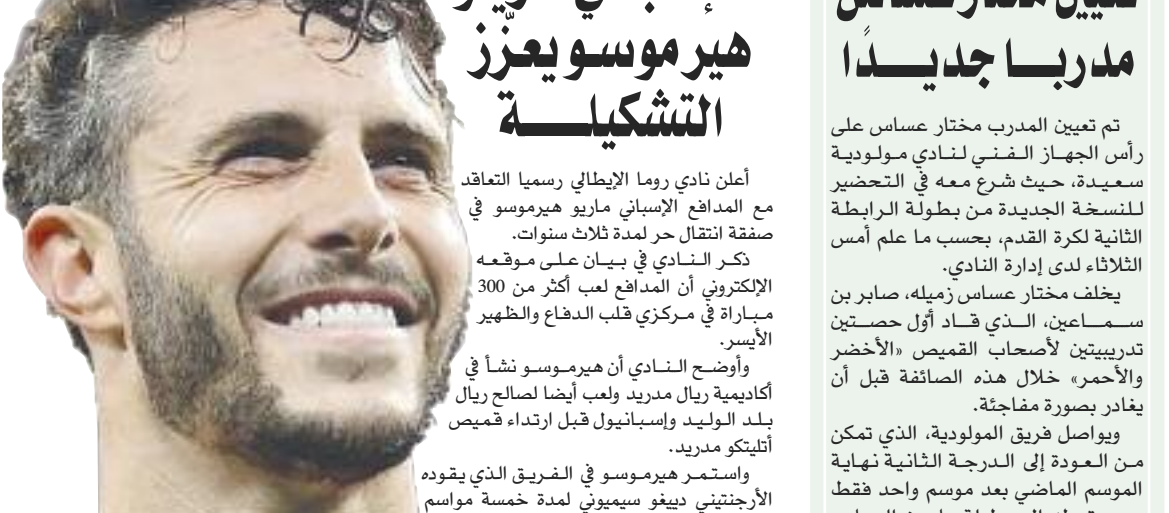 تعيين مختار عساس
مدربا جديدًا
تم تعيين المدرب مختار عساس على
رأس الجهاز الفني لنادي مولودية
سعيدة، حيث شرع معه في التحضير
للنسخة الجديدة من بطولة الرابطة
الثانية لكرة القدم، بحسب ما علم أمس
الثلاثاء لدى إدارة النادي.
يخلف مختار عساس زميله، صابر بن
سماعين، الذي قاد أوّل حصتين
تدريبيتين لأصحاب القميص «الأخضر
والأحمر» خلال هذه الصائفة قبل أن
يغادر بصورة مفاجئة.
ويواصل فريق المولودية، الذي تمكن
من العودة إلى الدرجة الثانية نهاية
الموسم الماضي بعد موسم واحد فقط
هيرموسو يعزّز
التشكيلة
أعلن نادي روما الإيطالي رسميا التعاقد
مع المدافع الإسباني ماريو هيرموسو في
صفقة انتقال حر لمدة ثلاث سنوات.
ذكر النادي في بيان على موقعه
الإلكتروني أن المدافع لعب أكثر من 300
مباراة في مركزي قلب الدفاع والظهير
الأيسر.
وأوضح النادي أن هيرموسو نشأ في
أكاديمية ريال مدريد ولعب أيضا لصالح ريال
بلد الوليد وإسبانيول قبل ارتداء قميص
أتليتكو مدريد.
واستمر هيرموسو في الفريق الذي يقوده
الأرجنتيني دييغو سيميوني لمدة خمسة مواسم